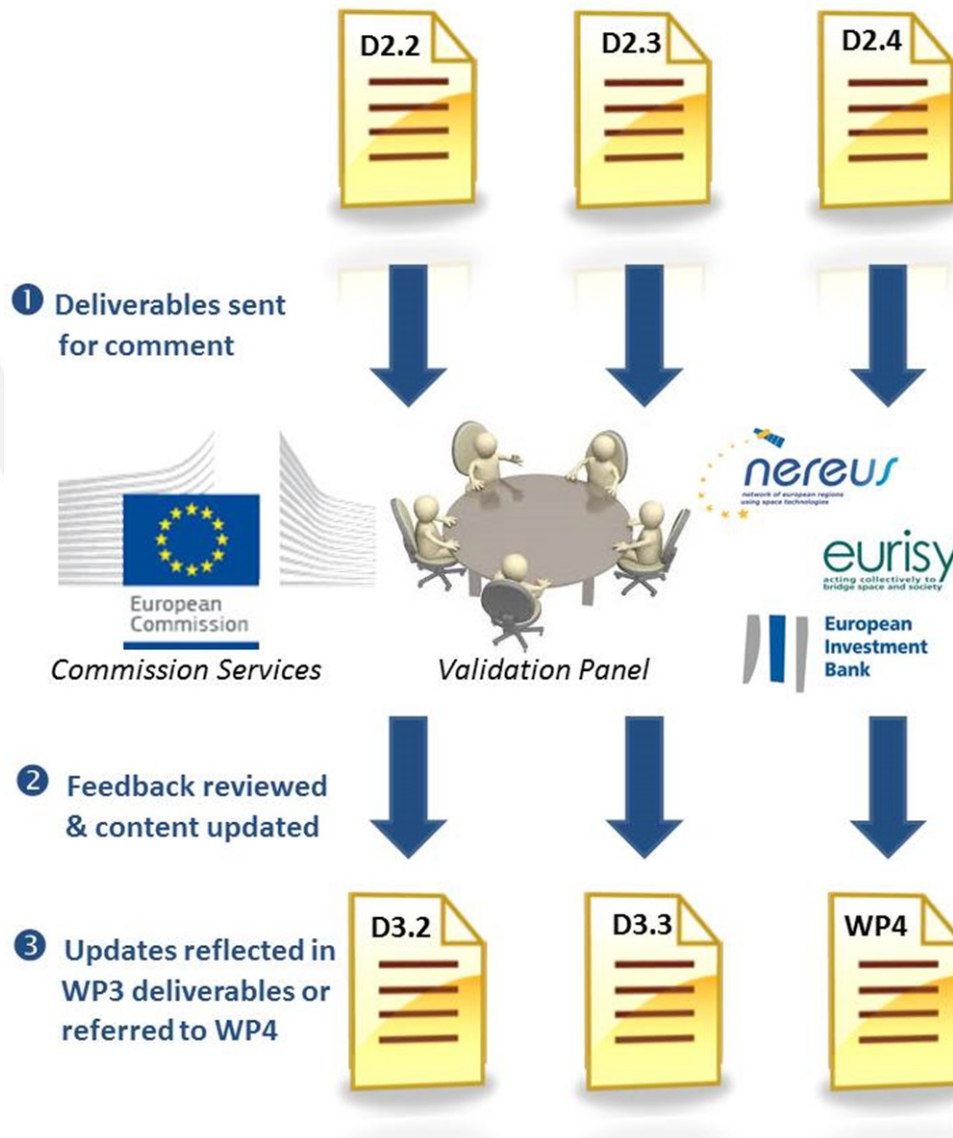 D2.2
D2.3
D2.4
❶ Deliverables sent
for comment
European
Commission
Commission Services
Validation Panel
nereus
network of european regions
using space technologies
eurisy
acting collectively to
bridge space and society
European
Investment
Bank
❷ Feedback reviewed
& content updated
❸ Updates reflected in
WP3 deliverables or
referred to WP4
D3.2
D3.3
WP4